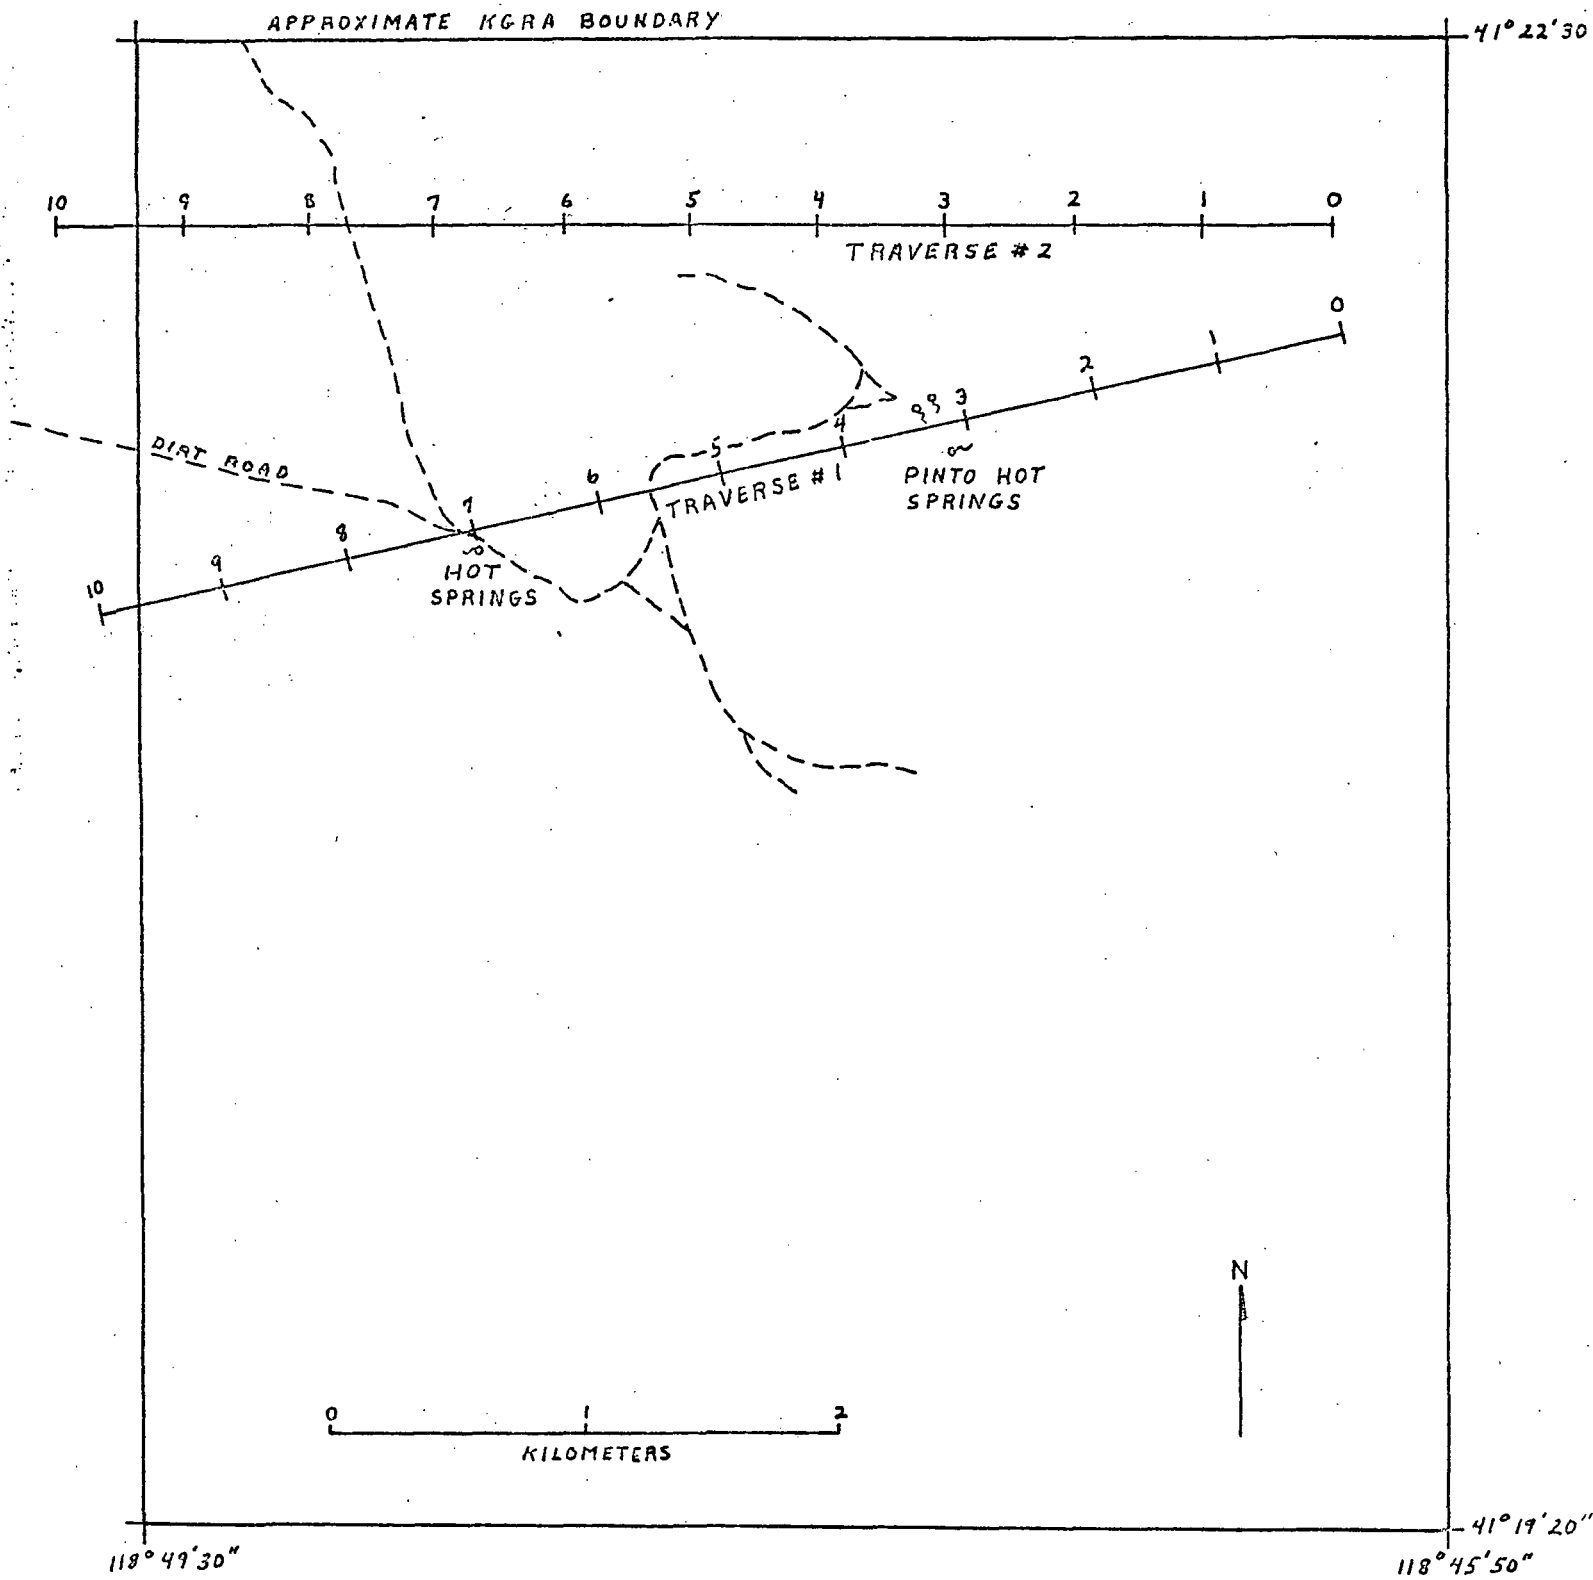 APPROXIMATE KGRA BOUNDARY
41° 22' 30
10 9 8 7 6 5 4 3 2 1 0
TRAVERSE #2
0
1
2
3
4
5
6
7
8
9
10
DIRT ROAD
TRAVERSE #1
PINTO HOT
SPRINGS
HOT
SPRINGS
N
0 1 2
KILOMETERS
41° 19' 20"
118° 49' 30"
118° 45' 50"